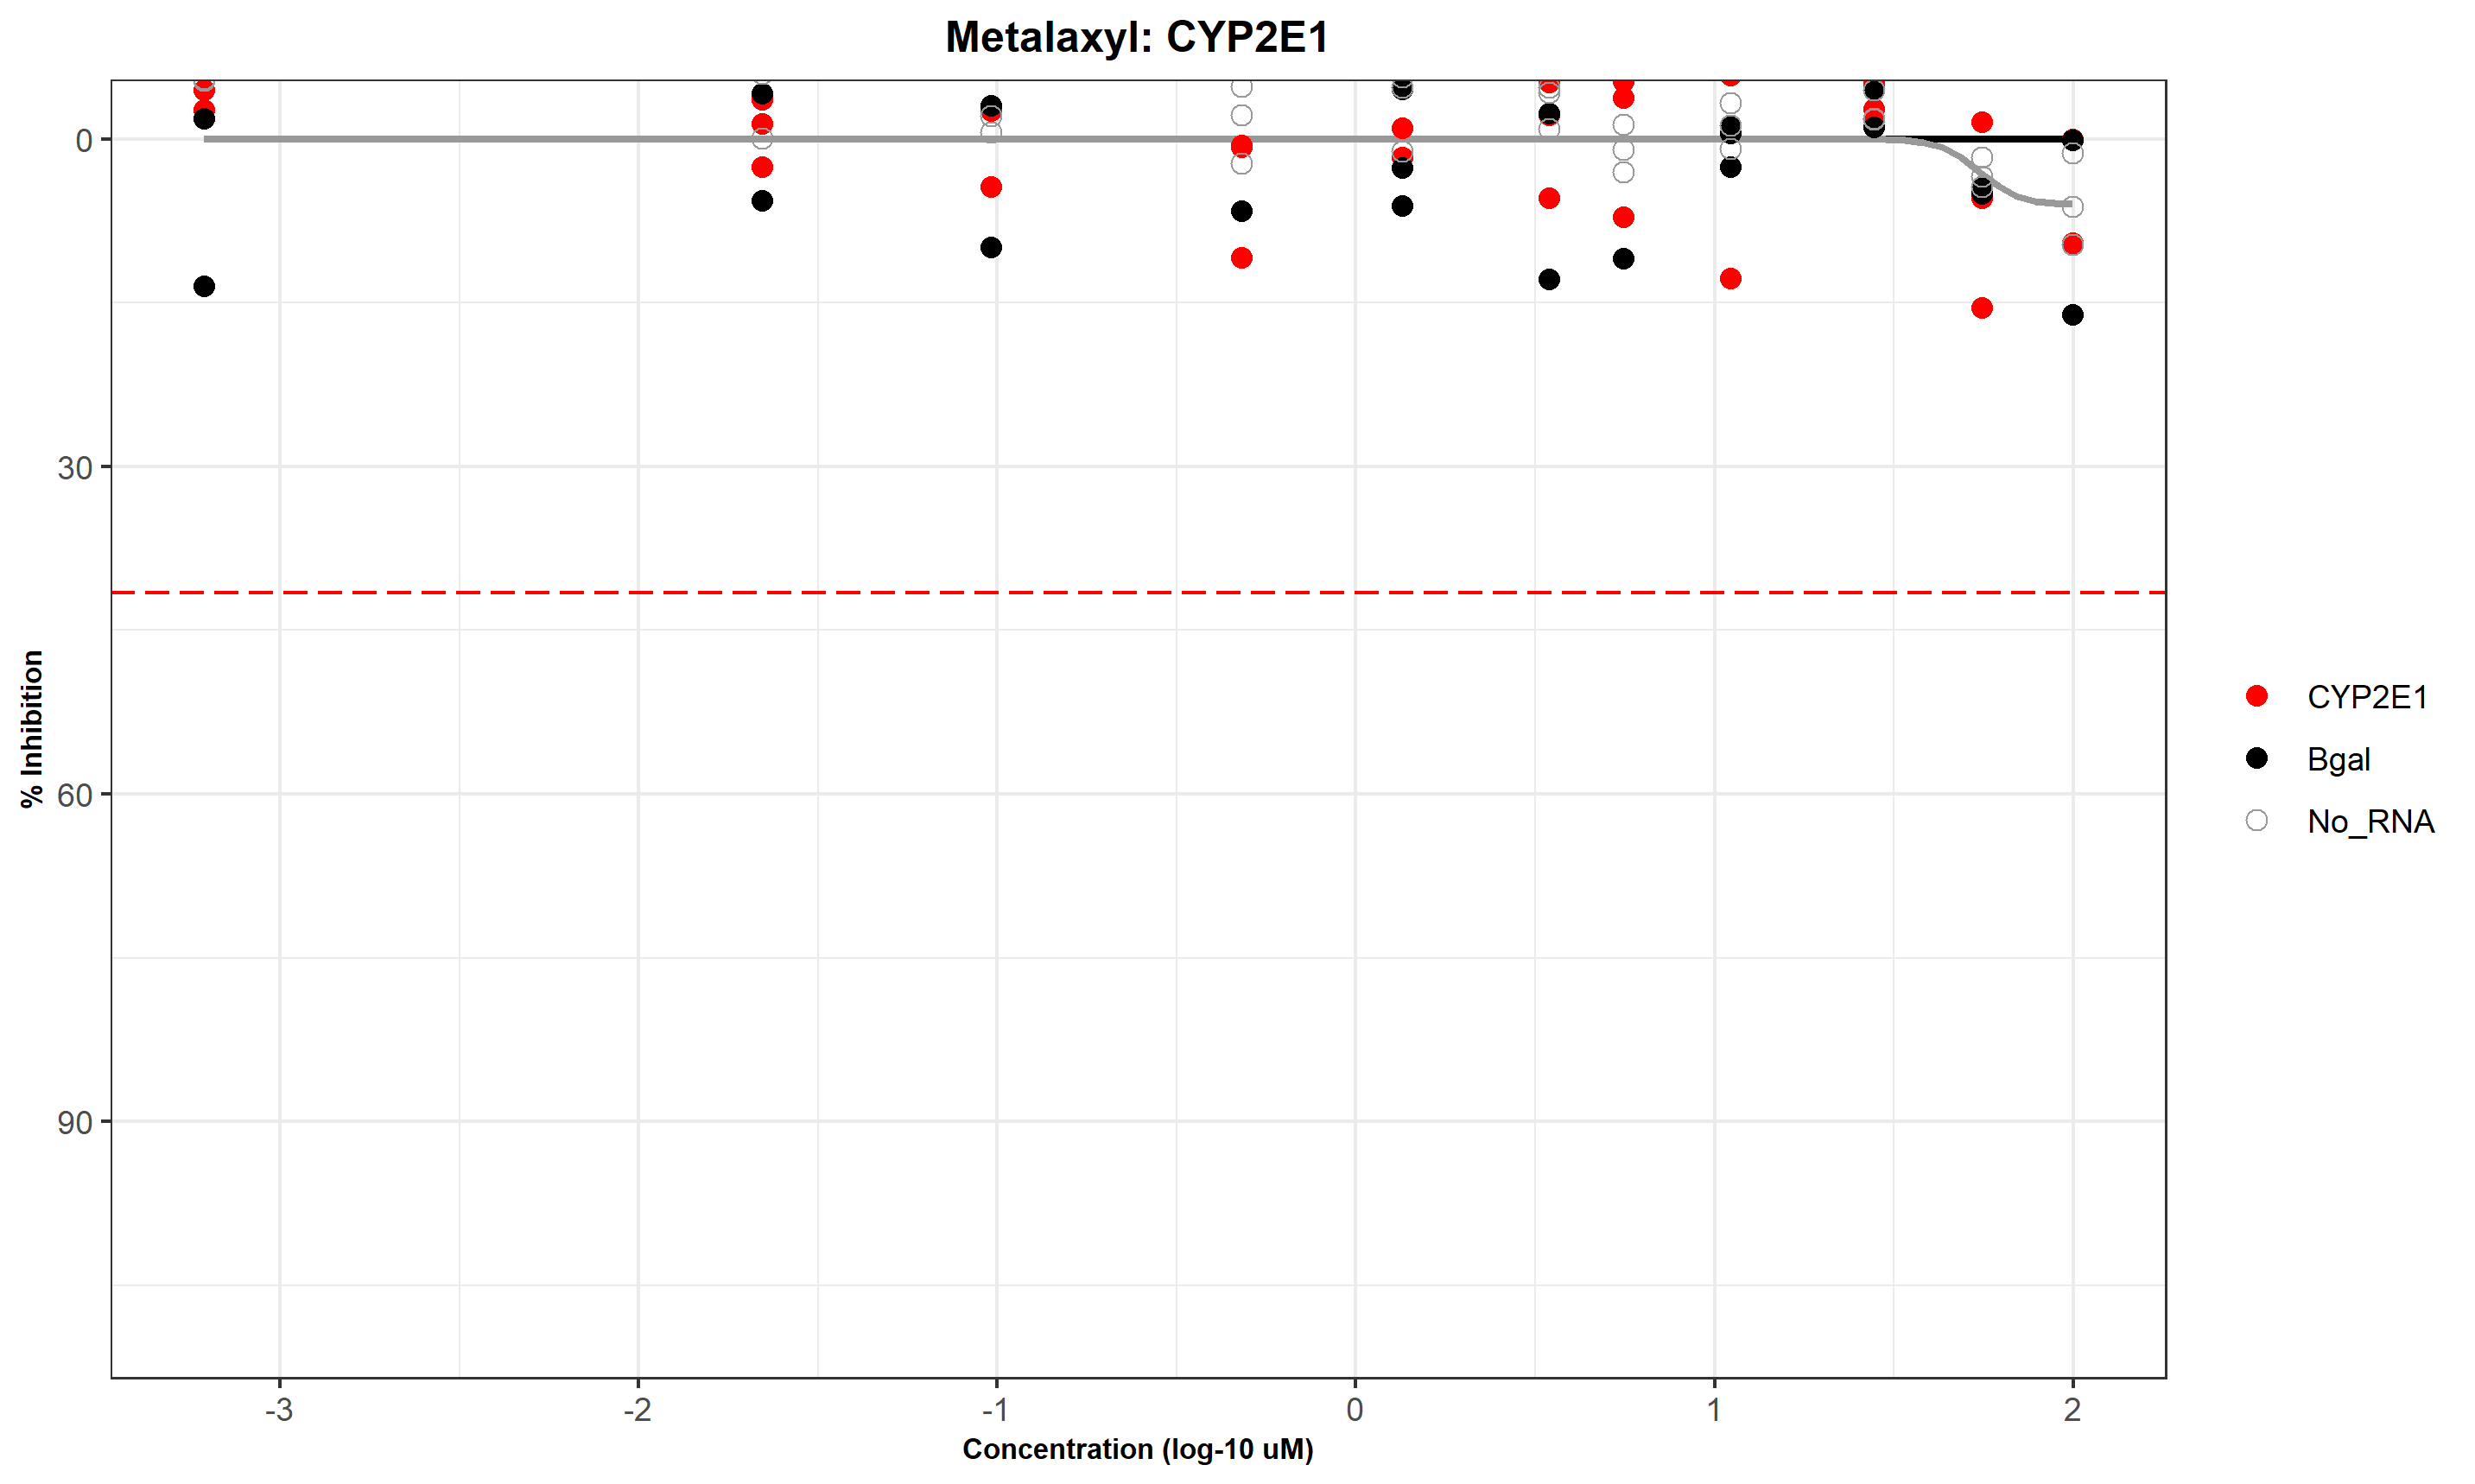 Metalaxyl: CYP2E1
% Inhibition
0
30
60
90
-3
-2
-1
0
1
2
Concentration (log-10 uM)
CYP2E1
Bgal
No_RNA